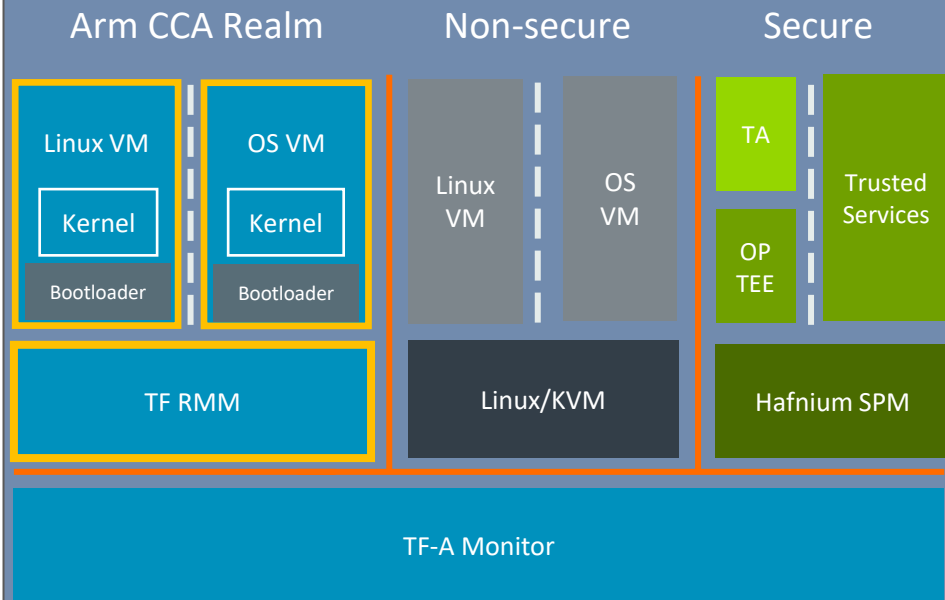 Arm CCA Realm
Non-secure
Secure
Linux VM
Kernel
Bootloader
OS VM
Kernel
Bootloader
Linux
VM
OS
VM
TA
OP
TEE
Trusted
Services
TF RMM
Linux/KVM
Hafnium SPM
TF-A Monitor